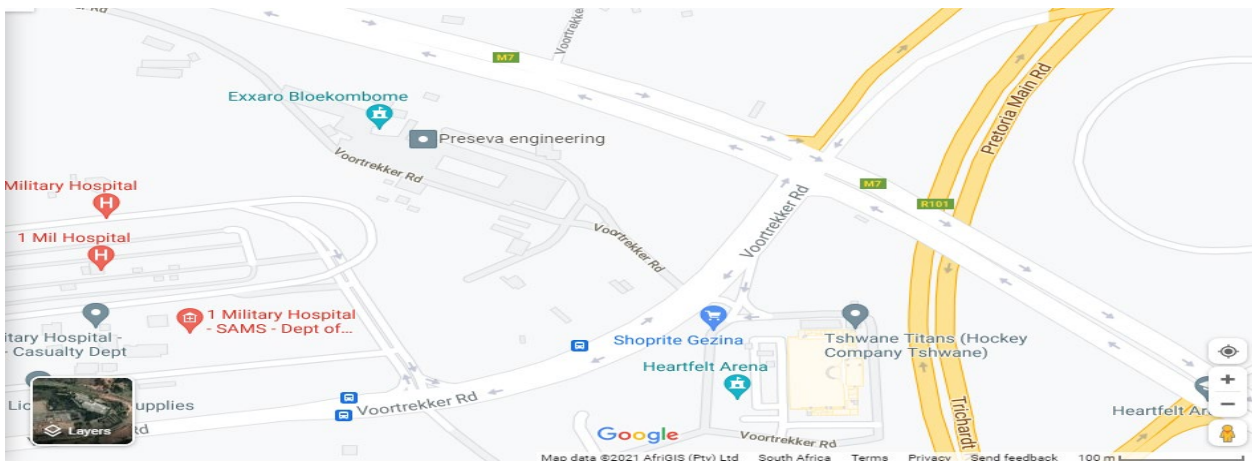 Rd
Voortrekke
M7
Exxaro Bloekombome
Preseva engineering
Pretoria Main Rd
Voortrekker Rd
Military Hospital
H
M7
R101
Voortrekker Rd
1 Mil Hospital
H
Voortrekker Rd
1 Military Hospital
- SAMS - Dept of...
itary Hospital -
Casualty Dept
Shoprite Gezina
Tshwane Titans (Hockey
Company Tshwane)
Heartfelt Arena
Voortrekker Rd
upplies
Trichardt
Layers
Google
Voortrekker Rd
Map data ©2021 AfriGIS (Pty) Ltd South Africa Terms Privacy Send feedback 100 m